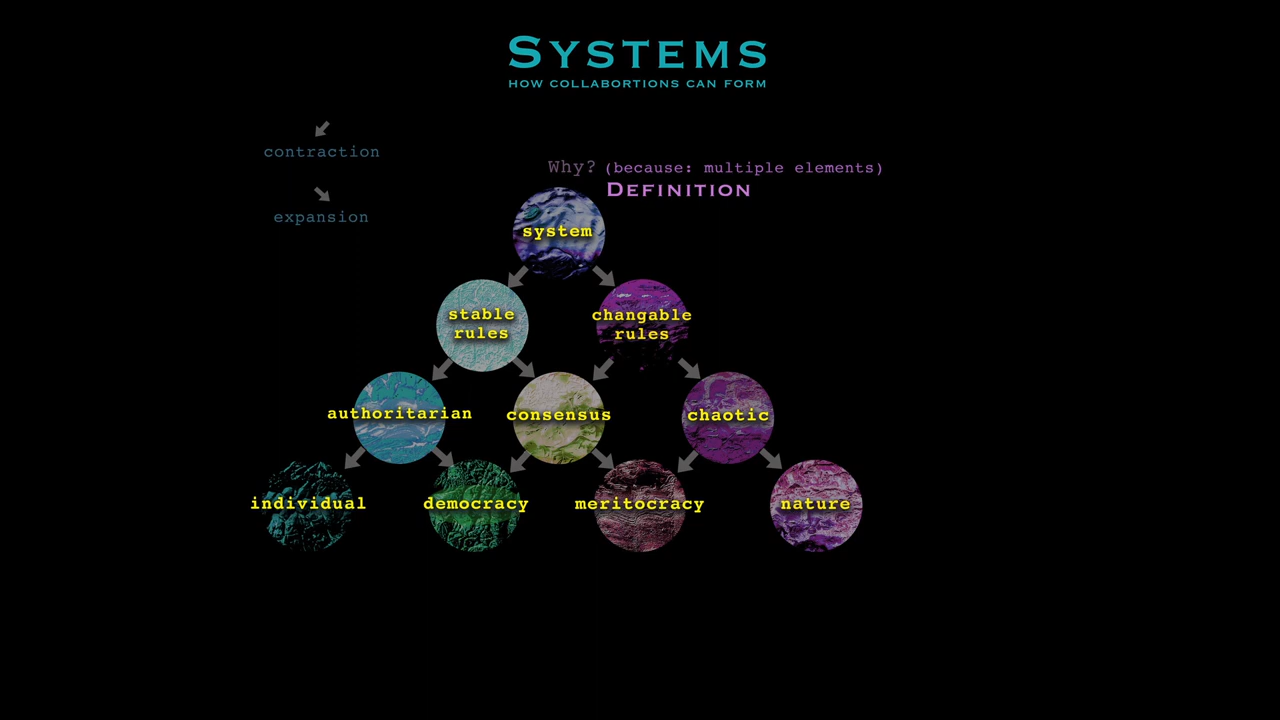 Systems
how collabortions can form
contraction
expansion
Why? (because: multiple elements)
Definition
system
stable
rules
changable
rules
authoritarian
consensus
chaotic
individual
democracy
meritocracy
nature